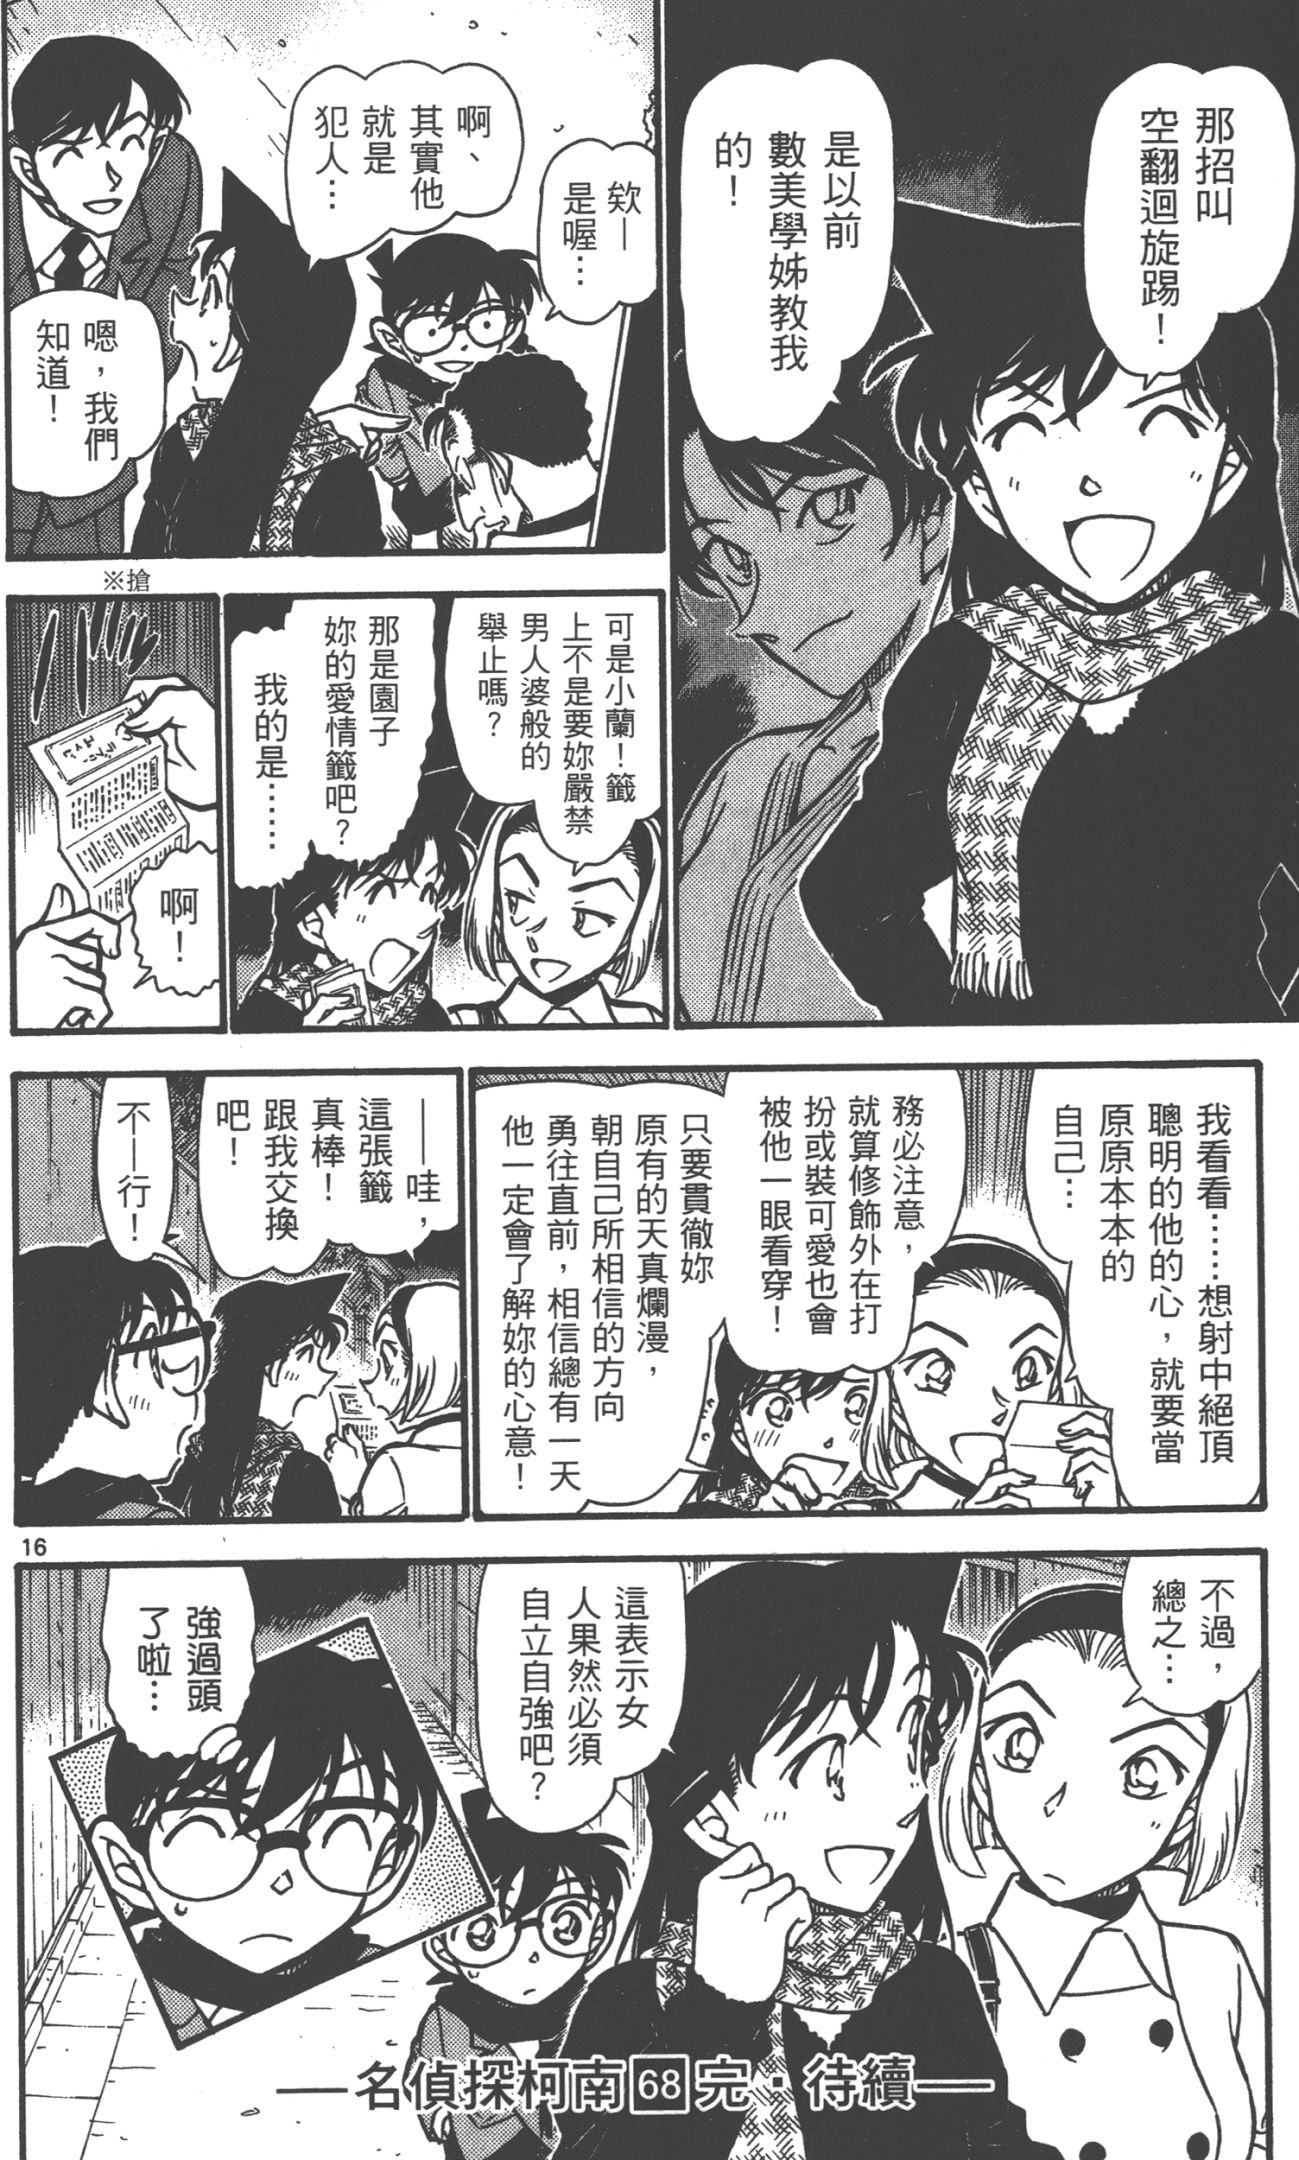 那招叫
空翻迴旋踢！
是以前
數美學姊教我
的！
欸—
是喔…
啊、
其實他
就是
犯人…
嗯，我們
知道！
可是小蘭！籤
上不是要妳嚴禁
男人婆般的
舉止嗎？
那是園子
妳的愛情籤吧？
我的是……
※搶
啊！
我看看……想射中絕頂
聰明的他的心，就要當
原原本本的
自己…
務必注意，
就算修飾外在打
扮或裝可愛也會
被他一眼看穿！
只要貫徹妳
原有的天真爛漫，
朝自己所相信的方向
勇往直前，相信總有一天
他一定會了解妳的心意！
——哇，
這張籤
真棒！
跟我交換
吧！
不—行！
16
不過，
總之…
這表示女
人果然必須
自立自強吧？
強過頭
了啦…
——名偵探柯南68完·待續——